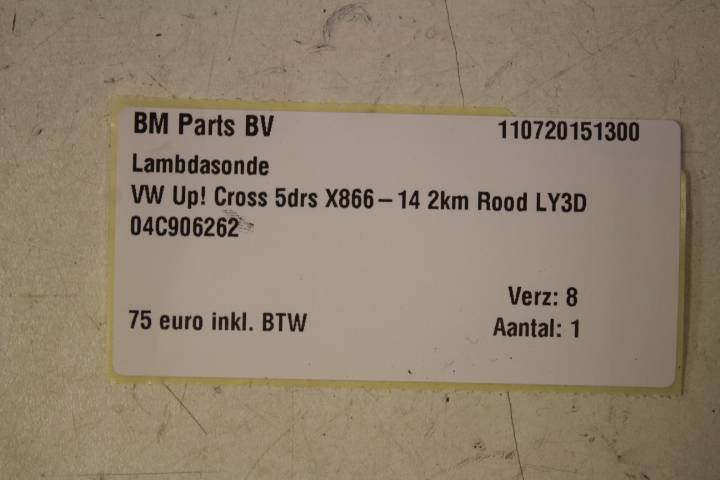 BM Parts BV 110720151300
Lambdasonde
VW Up! Cross 5drs X866-14 2km Rood LY3D
04C906262
Verz: 8
75 euro inkl. BTW Aantal: 1